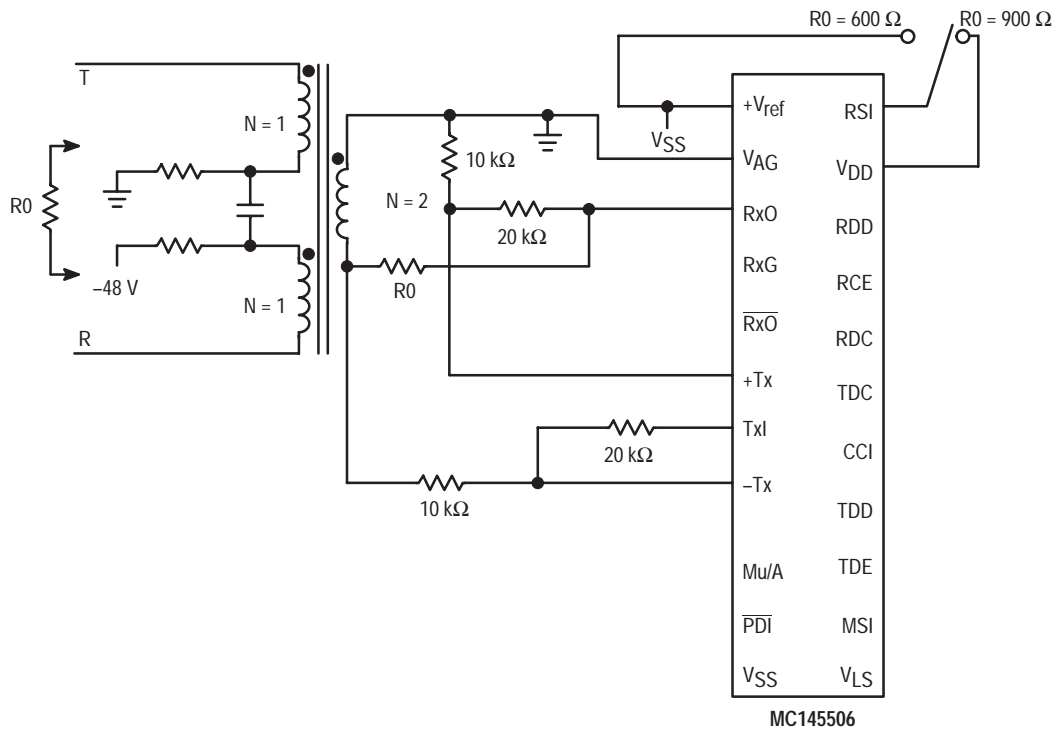 R0 = 600 Ω
R0 = 900 Ω
T
N = 1
R0
–48 V
N = 1
R
N = 2
10 kΩ
20 kΩ
R0
VSS
20 kΩ
10 kΩ
+Vref
VAG
RxO
RxG
RxO
+Tx
TxI
–Tx
Mu/A
PDI
VSS
RSI
VDD
RDD
RCE
RDC
TDC
CCI
TDD
TDE
MSI
VLS
MC145506